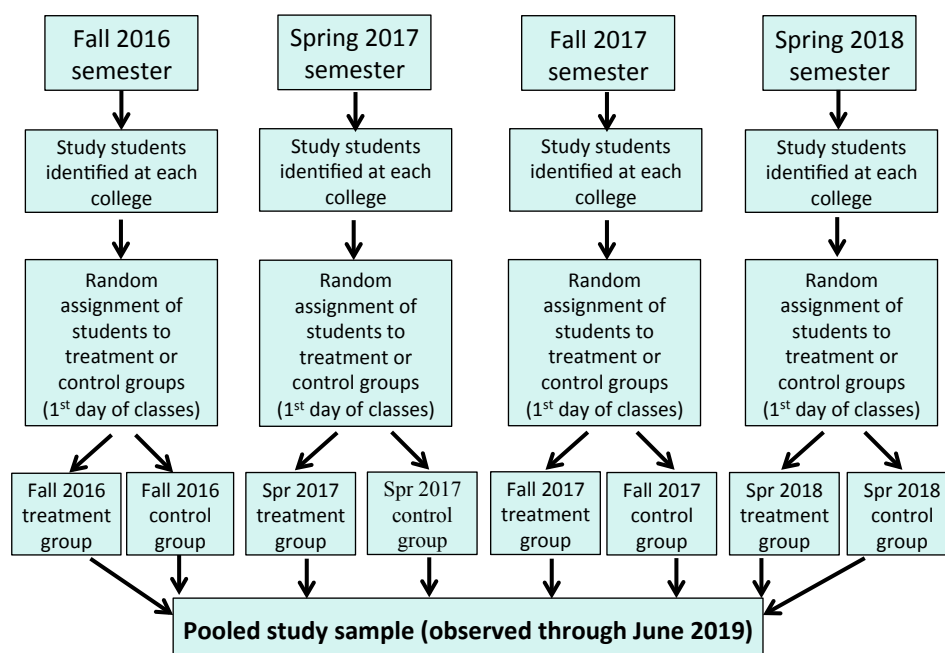 Fall 2016
semester
Spring 2017
semester
Fall 2017
semester
Spring 2018
semester
Study students
identified at each
college
Study students
identified at each
college
Study students
identified at each
college
Study students
identified at each
college
Random
assignment of
students to
treatment or
control groups
(1st day of classes)
Random
assignment of
students to
treatment or
control groups
(1st day of classes)
Random
assignment of
students to
treatment or
control groups
(1st day of classes)
Random
assignment of
students to
treatment or
control groups
(1st day of classes)
Fall 2016
treatment
group
Fall 2016
control
group
Spr 2017
treatment
group
Spr 2017
control
group
Fall 2017
treatment
group
Fall 2017
control
group
Spr 2018
treatment
group
Spr 2018
control
group
Pooled study sample (observed through June 2019)